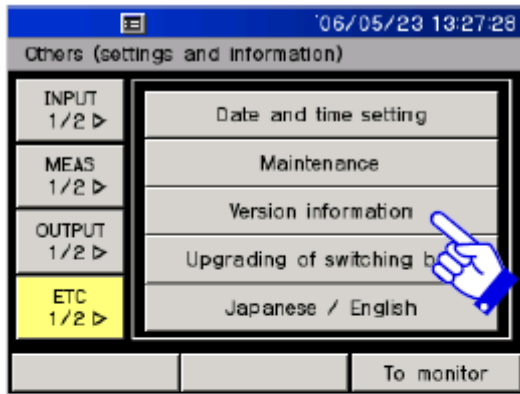 '06/05/23 13:27:28
Others (settings and information)
INPUT
1/2 ▷
Date and time setting
MEAS
1/2 ▷
Maintenance
Version information
OUTPUT
1/2 ▷
Upgrading of switching
ETC
1/2 ▷
Japanese / English
To monitor